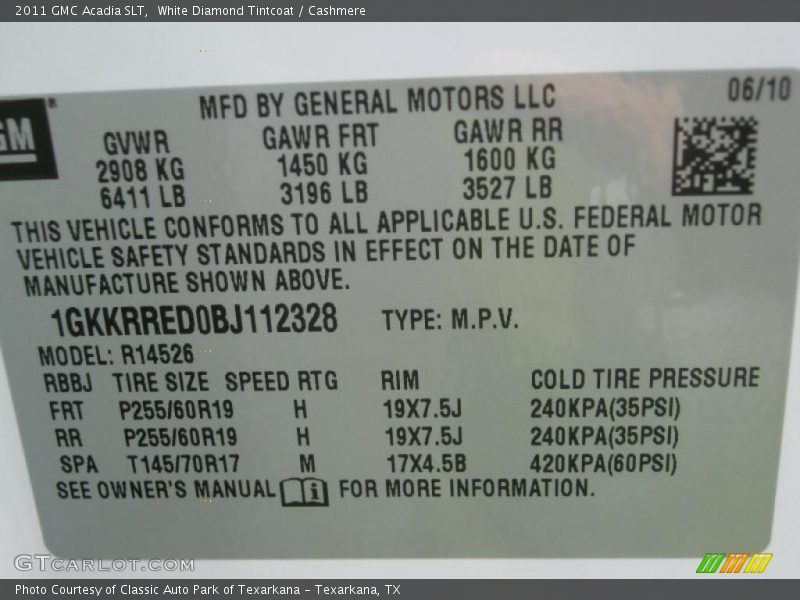 2011 GMC Acadia SLT, White Diamond Tintcoat / Cashmere
06/10
GM ®
MFD BY GENERAL MOTORS LLC
GVWR GAWR FRT GAWR RR
2908 KG 1450 KG 1600 KG
6411 LB 3196 LB 3527 LB
THIS VEHICLE CONFORMS TO ALL APPLICABLE U.S. FEDERAL MOTOR
VEHICLE SAFETY STANDARDS IN EFFECT ON THE DATE OF
MANUFACTURE SHOWN ABOVE.
1GKKRRED0BJ112328 TYPE: M.P.V.
MODEL: R14526
RBBJ TIRE SIZE SPEED RTG RIM COLD TIRE PRESSURE
FRT P255/60R19 H 19X7.5J 240KPA(35PSI)
RR P255/60R19 H 19X7.5J 240KPA(35PSI)
SPA T145/70R17 M 17X4.5B 420KPA(60PSI)
SEE OWNER'S MANUAL i FOR MORE INFORMATION.
GTCARLOT.COM
Photo Courtesy of Classic Auto Park of Texarkana - Texarkana, TX